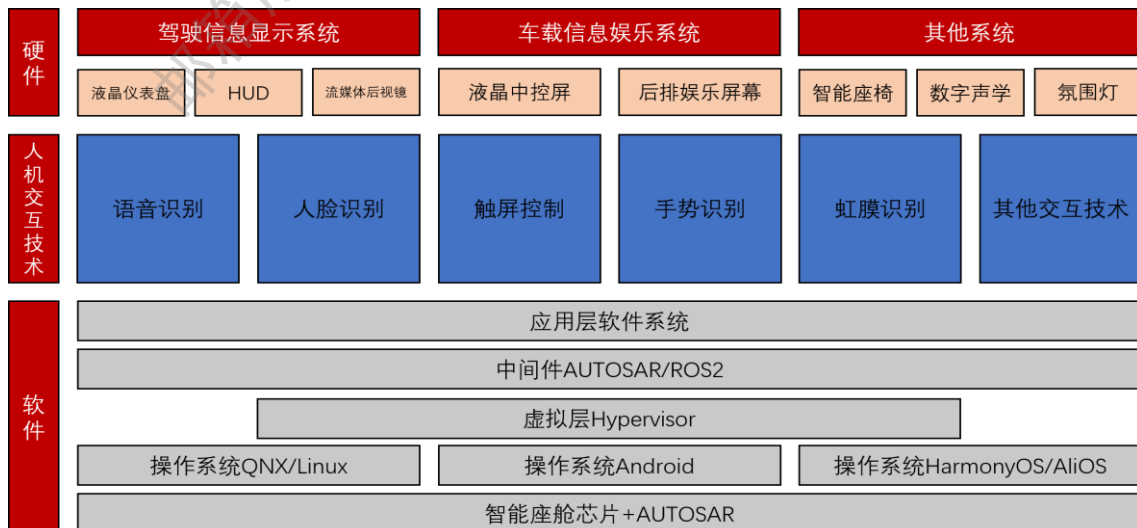 硬件
驾驶信息显示系统
车载信息娱乐系统
其他系统
液晶仪表盘
HUD
流媒体后视镜
液晶中控屏
后排娱乐屏幕
智能座椅
数字声学
氛围灯
人机交互技术
语音识别
人脸识别
触屏控制
手势识别
虹膜识别
其他交互技术
软件
应用层软件系统
中间件AUTOSAR/ROS2
虚拟层Hypervisor
操作系统QNX/Linux
操作系统Android
操作系统HarmonyOS/AliOS
智能座舱芯片+AUTOSAR
邮箱